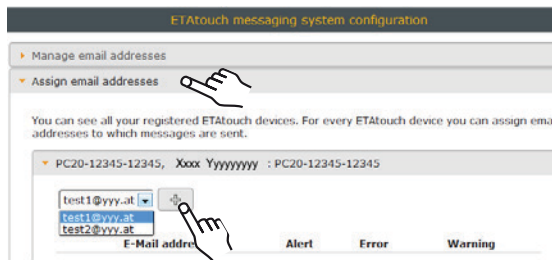 ETAtouch messaging system configuration
Manage email addresses
Assign email addresses
You can see all your registered ETAtouch devices. For every ETAtouch device you can assign ema
addresses to which messages are sent.
PC20-12345-12345, Xxxx Yyyyyyyy : PC20-12345-12345
test1@yyy.at
test1@yyy.at
test2@yyy.at
E-Mail addre Alert Error Warning